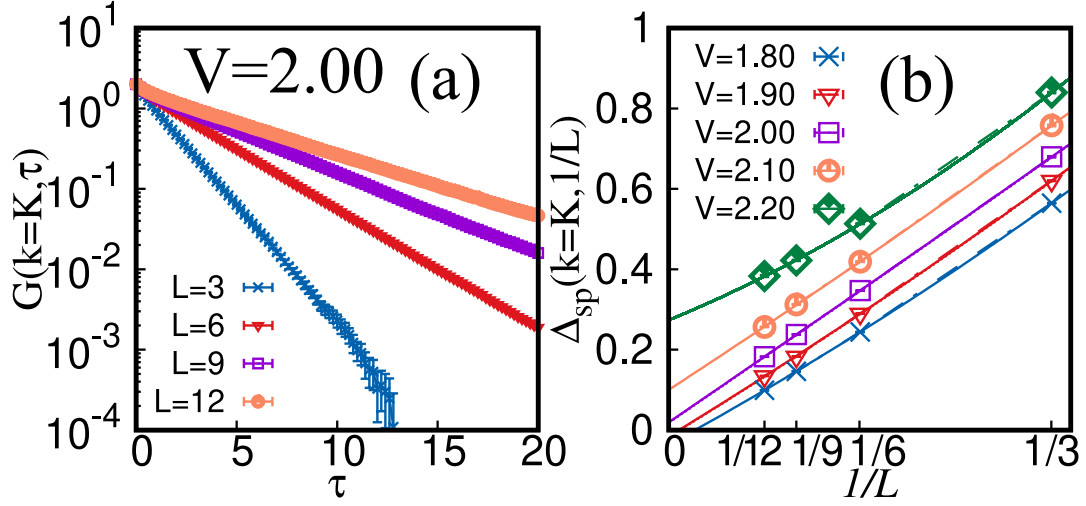 V=2.00 (a)
G(k=K,τ)
10^1
10^0
10^-1
10^-2
10^-3
10^-4
L=3
L=6
L=9
L=12
0 5 10 15 20
τ
(b)
V=1.80
V=1.90
V=2.00
V=2.10
V=2.20
Δ_sp(k=K,1/L)
1
0.8
0.6
0.4
0.2
0
0 1/12 1/9 1/6 1/3
1/L